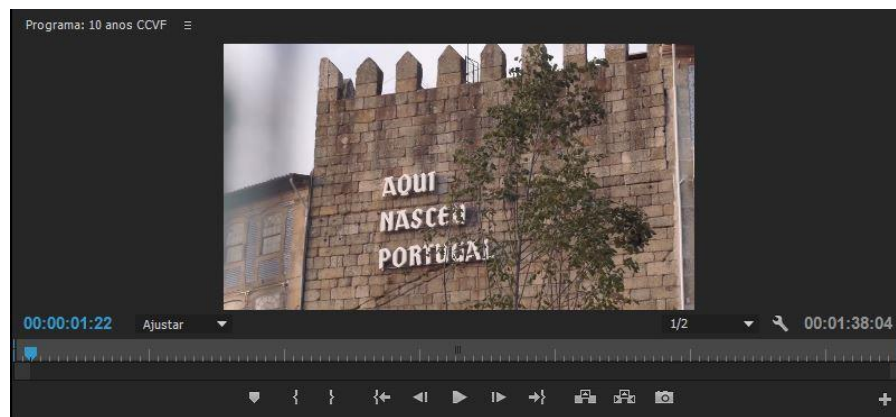 Programa: 10 anos CCVF
AQUI
NASCEU
PORTUGAL
00:00:01:22 Ajustar 1/2 00:01:38:04